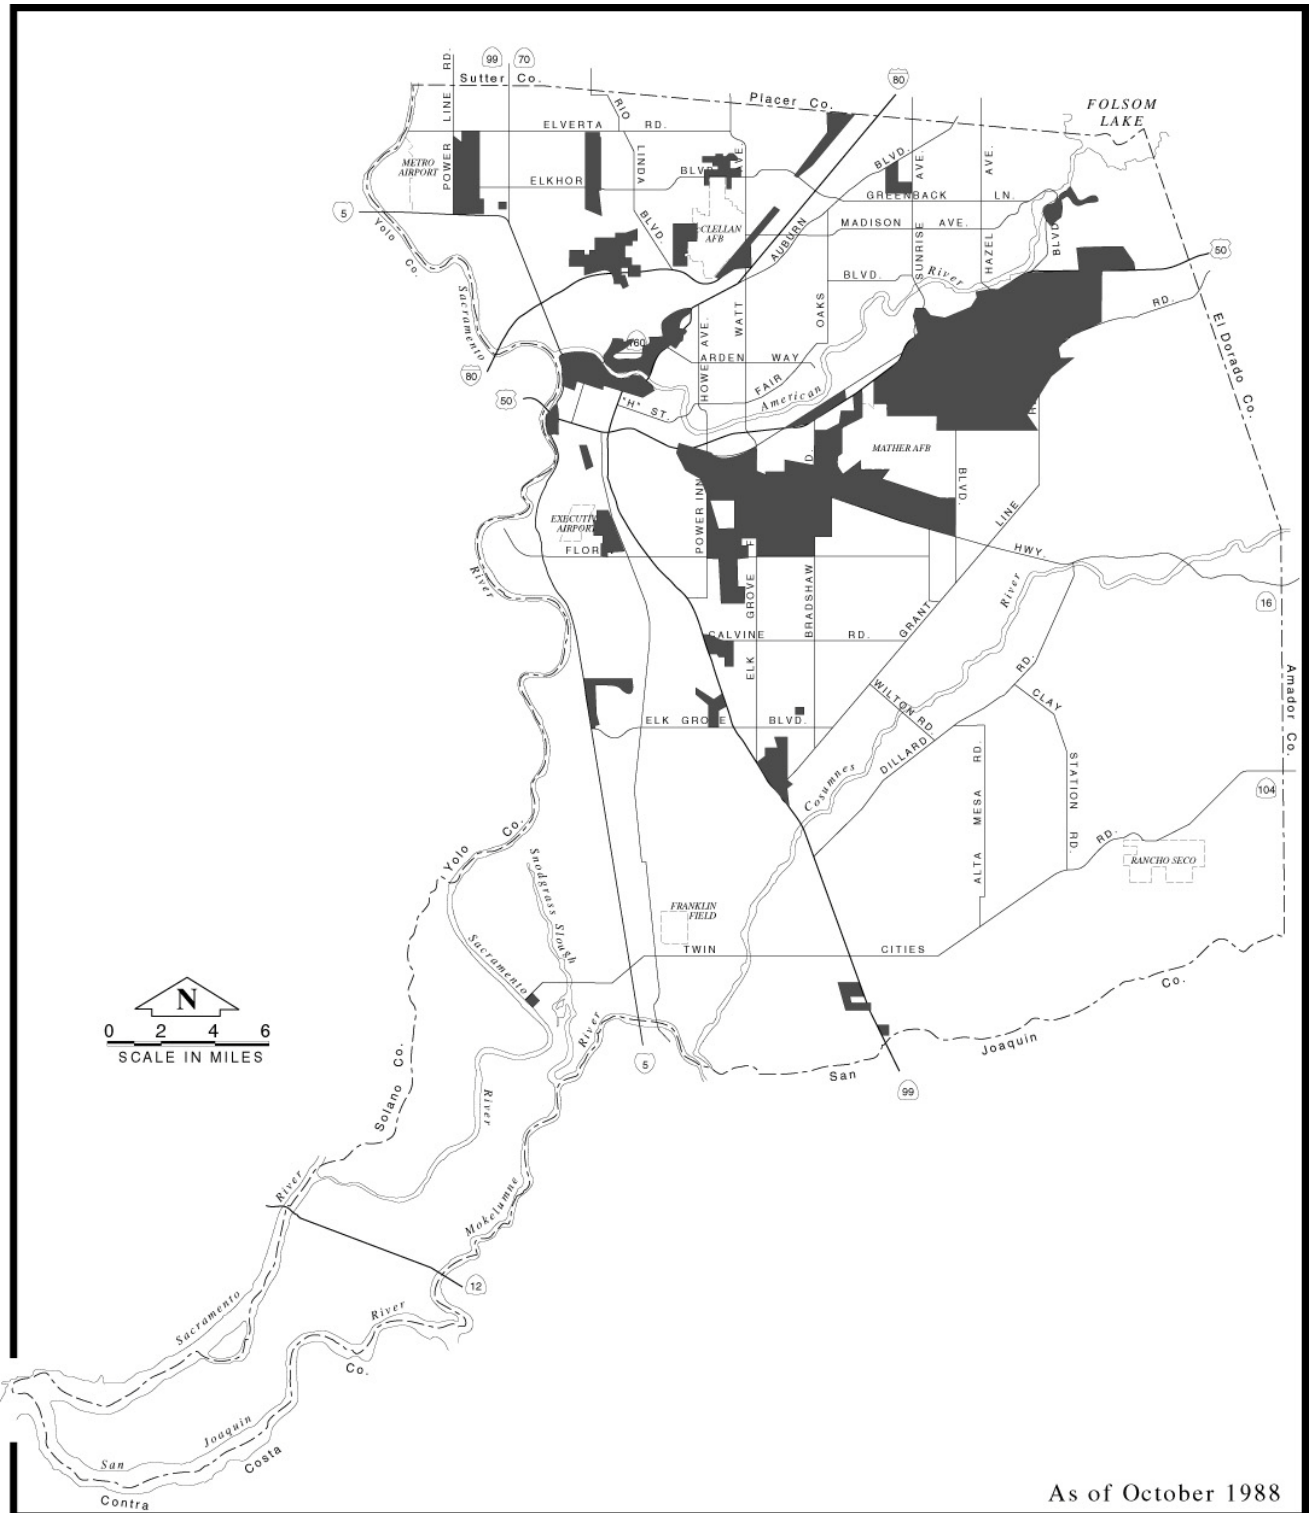 99
70
80
Sutter Co.
Placer Co.
FOLSOM
LAKE
POWER LINE RD.
RIO
LINDA
BLVD.
ELVERTA RD.
METRO
AIRPORT
ELKHOR
BLVD.
AVE.
BLVD.
AVE.
AVE.
GREENBACK LN.
5
Yolo
Co.
CLELLAN
AFB
MADISON AVE.
AUBURN
SUNRISE
HAZEL
BLVD.
50
BLVD.
River
RD.
Sacramento
WATT
OAKS
El Dorado Co.
160
80
HOWE AVE.
ARDEN WAY
FAIR
50
"H" ST.
American
MATHER AFB
BLVD.
POWER INN
EXECUTIV
AIRPORT
LINE
FLOR
HWY.
River
River
ELK GROVE
BRADSHAW
GRANT
16
CALVINE RD.
RD.
Amador Co.
WILTON RD.
CLAY
STATION RD.
ELK GROVE BLVD.
DILLARD
ALTA MESA RD.
Cosumnes
104
Yolo Co.
RD.
RANCHO SECO
Snodgrass Slough
FRANKLIN
FIELD
Sacramento
TWIN CITIES
N
0 2 4 6
SCALE IN MILES
Co.
River
Joaquin
San
5
99
Solano Co.
River
River
Mokelumne
12
Sacramento
River
Co.
Joaquin
San
Costa
Contra
As of October 1988